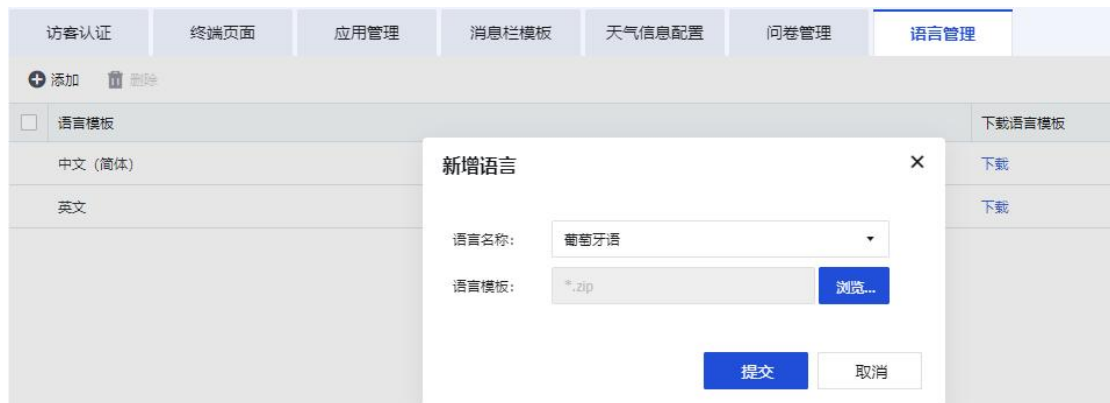 访客认证 终端页面 应用管理 消息栏模板 天气信息配置 问卷管理 语言管理
添加 删除
语言模板 下载语言模板
中文（简体） 下载
英文 下载
新增语言
语言名称： 葡萄牙语
语言模板： *.zip 浏览...
提交 取消